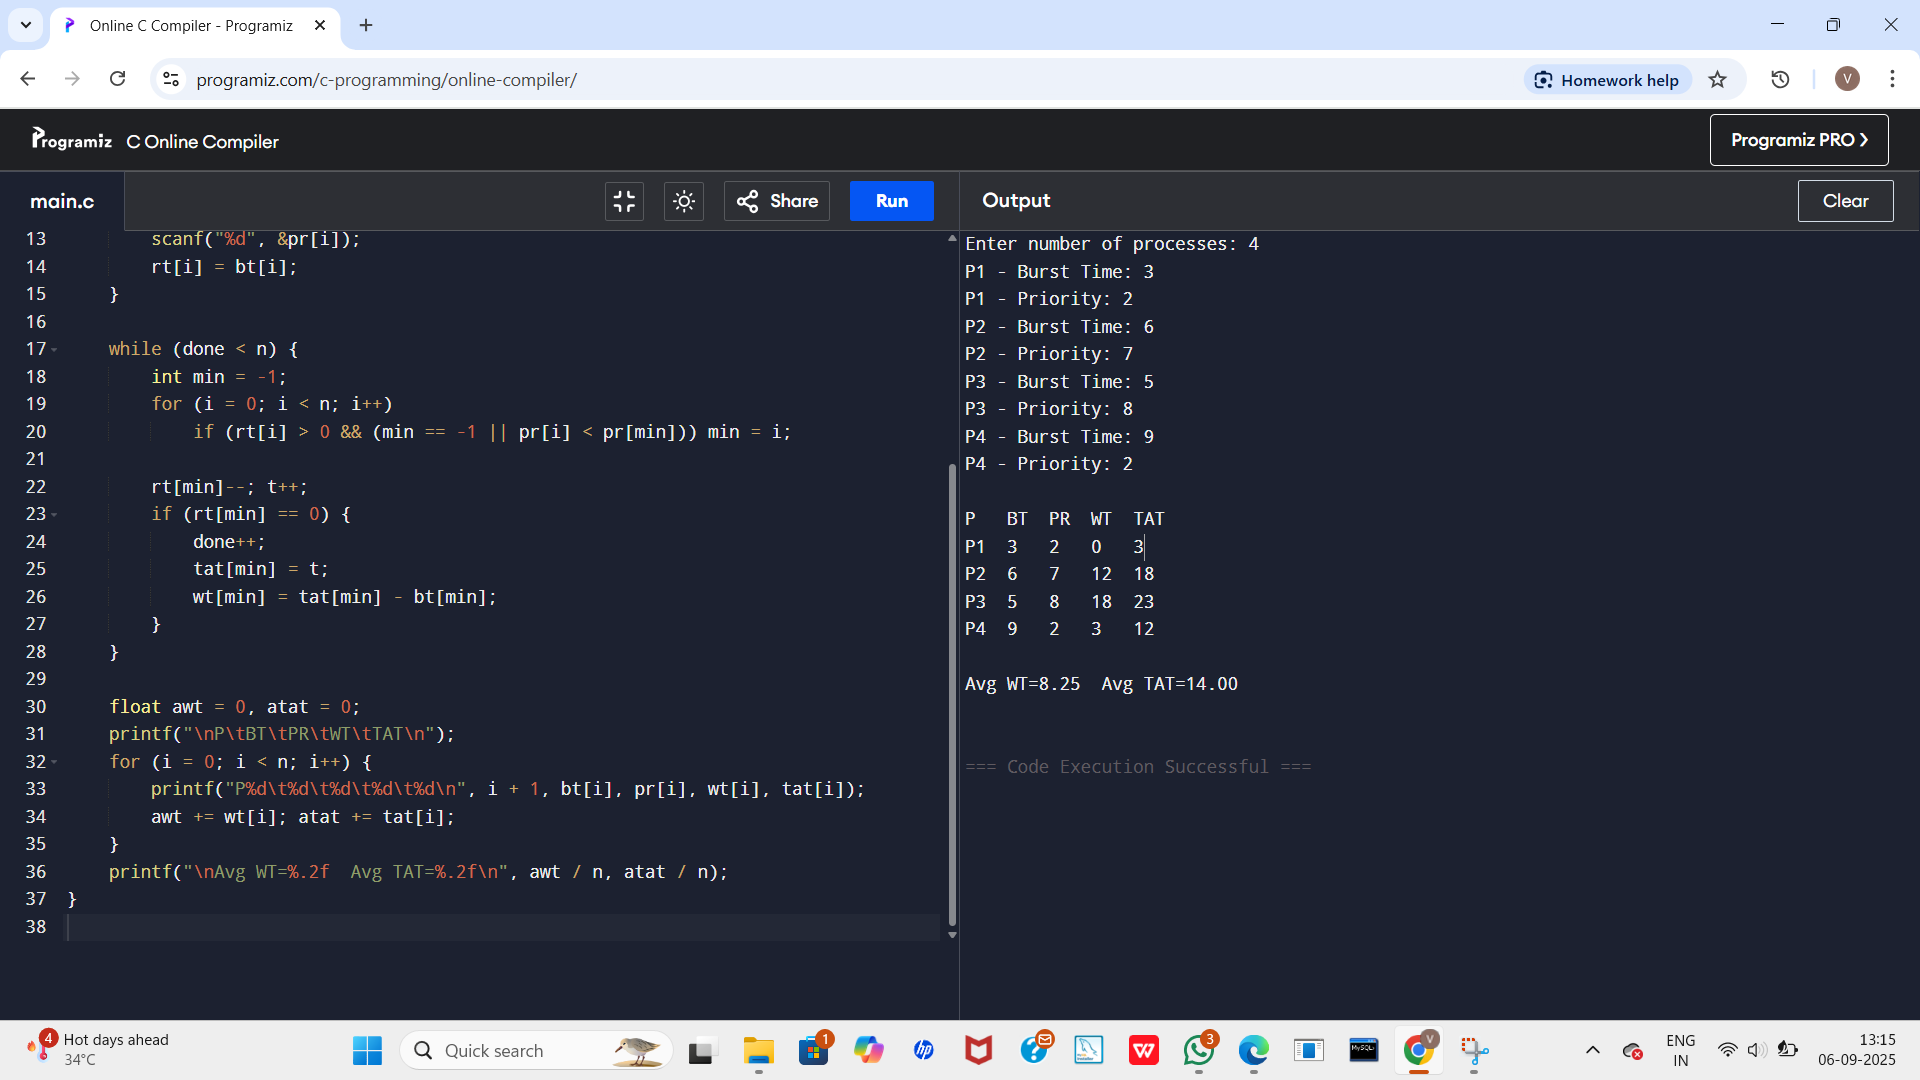 Online C Compiler - Programiz
programiz.com/c-programming/online-compiler/
Homework help
V
Programiz C Online Compiler
Programiz PRO
main.c
Share
Run
Output
Clear
13 scanf("%d", &pr[i]);
14 rt[i] = bt[i];
15 }
16
17 while (done < n) {
18 int min = -1;
19 for (i = 0; i < n; i++)
20 if (rt[i] > 0 && (min == -1 || pr[i] < pr[min])) min = i;
21
22 rt[min]--; t++;
23 if (rt[min] == 0) {
24 done++;
25 tat[min] = t;
26 wt[min] = tat[min] - bt[min];
27 }
28 }
29
30 float awt = 0, atat = 0;
31 printf("\nP\tBT\tPR\tWT\tTAT\n");
32 for (i = 0; i < n; i++) {
33 printf("P%d\t%d\t%d\t%d\t%d\n", i + 1, bt[i], pr[i], wt[i], tat[i]);
34 awt += wt[i]; atat += tat[i];
35 }
36 printf("\nAvg WT=%.2f  Avg TAT=%.2f\n", awt / n, atat / n);
37 }
38
Enter number of processes: 4
P1 - Burst Time: 3
P1 - Priority: 2
P2 - Burst Time: 6
P2 - Priority: 7
P3 - Burst Time: 5
P3 - Priority: 8
P4 - Burst Time: 9
P4 - Priority: 2
P BT PR WT TAT
P1 3 2 0 3
P2 6 7 12 18
P3 5 8 18 23
P4 9 2 3 12
Avg WT=8.25  Avg TAT=14.00
=== Code Execution Successful ===
4
Hot days ahead
34°C
Quick search
1
hp
3
MySQL
V
ENG
IN
13:15
06-09-2025